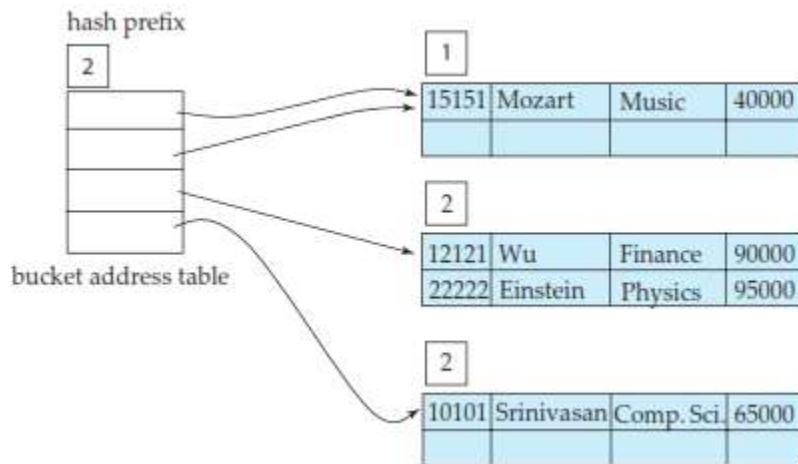 hash prefix
2
bucket address table
1
15151 Mozart Music 40000
2
12121 Wu Finance 90000
22222 Einstein Physics 95000
2
10101 Srinivasan Comp. Sci. 65000